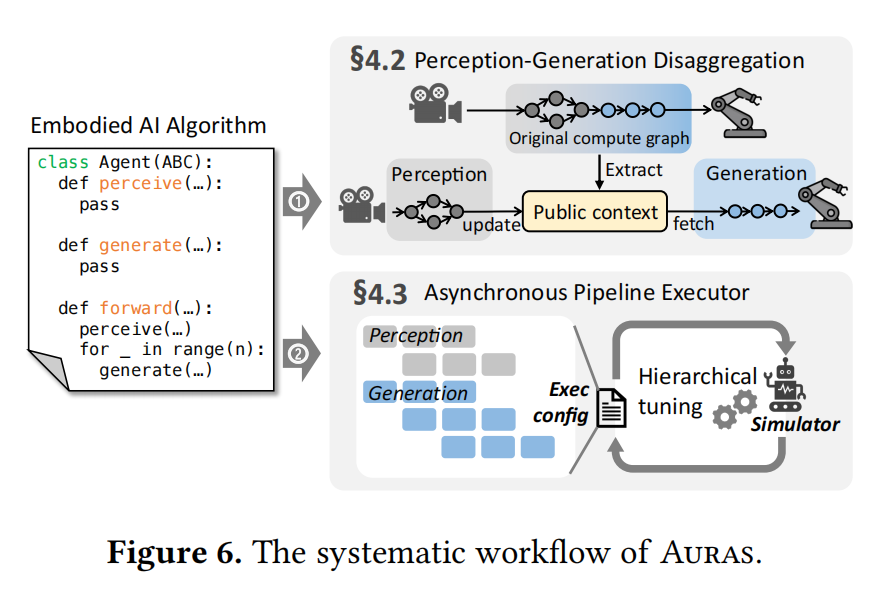 Embodied AI Algorithm
class Agent(ABC):
def perceive(…):
pass
def generate(…):
pass
def forward(…):
perceive(…)
for _ in range(n):
generate(…)
①
②
§4.2 Perception-Generation Disaggregation
Original compute graph
Extract
Perception
update
Public context
fetch
Generation
§4.3 Asynchronous Pipeline Executor
Perception
Generation
Exec
config
Hierarchical
tuning
Simulator
Figure 6. The systematic workflow of Auras.